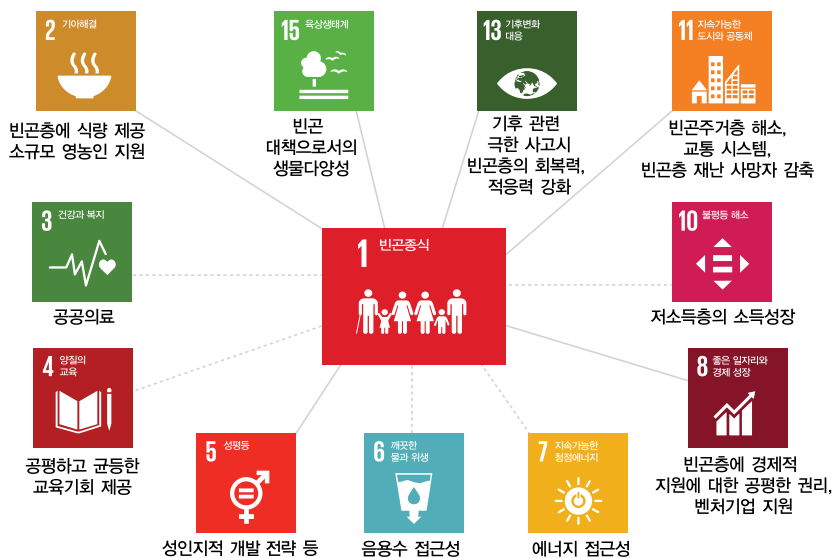 2 기아해결
빈곤층에 식량 제공
소규모 영농인 지원
15 육상생태계
빈곤
대책으로서의
생물다양성
13 기후변화
대응
기후 관련
극한 사고시
빈곤층의 회복력,
적응력 강화
11 지속가능한
도시와 공동체
빈곤주거층 해소,
교통 시스템,
빈곤층 재난 사망자 감축
3 건강과 복지
공공의료
1 빈곤종식
10 불평등 해소
저소득층의 소득성장
4 양질의
교육
공평하고 균등한
교육기회 제공
8 좋은 일자리와
경제 성장
빈곤층에 경제적
지원에 대한 공평한 권리,
벤처기업 지원
5 성평등
성인지적 개발 전략 등
6 깨끗한
물과 위생
음용수 접근성
7 지속가능한
청정에너지
에너지 접근성